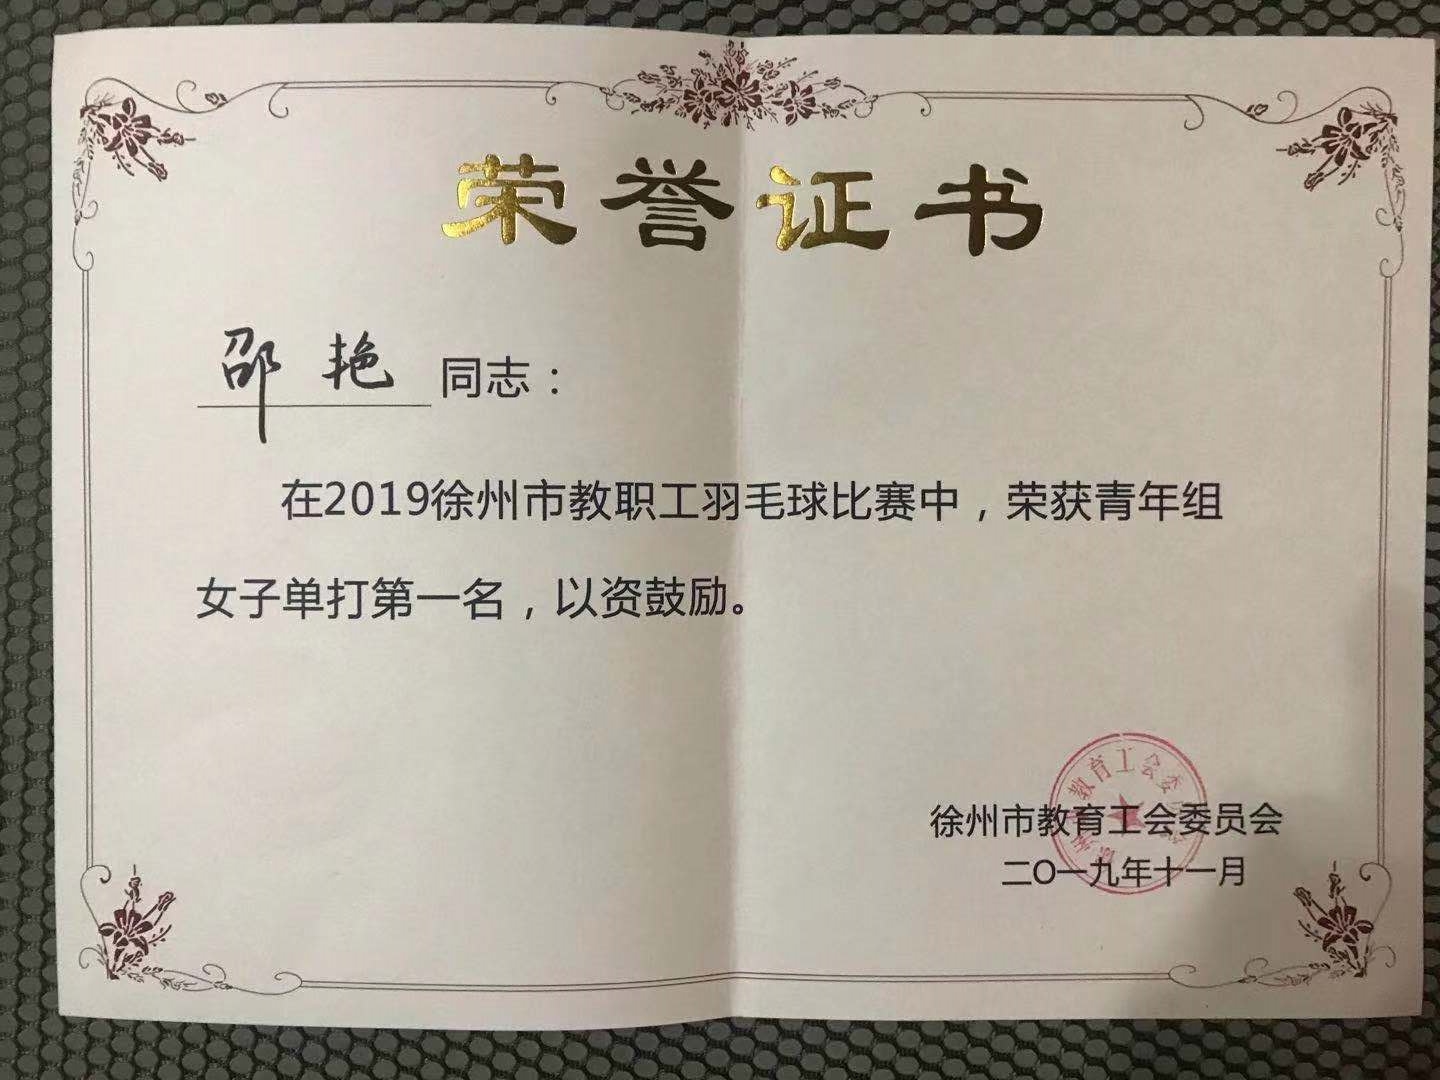 荣誉证书
邵艳同志：
在2019徐州市教职工羽毛球比赛中，荣获青年组
女子单打第一名，以资鼓励。
徐州市教育工会委员会
二〇一九年十一月